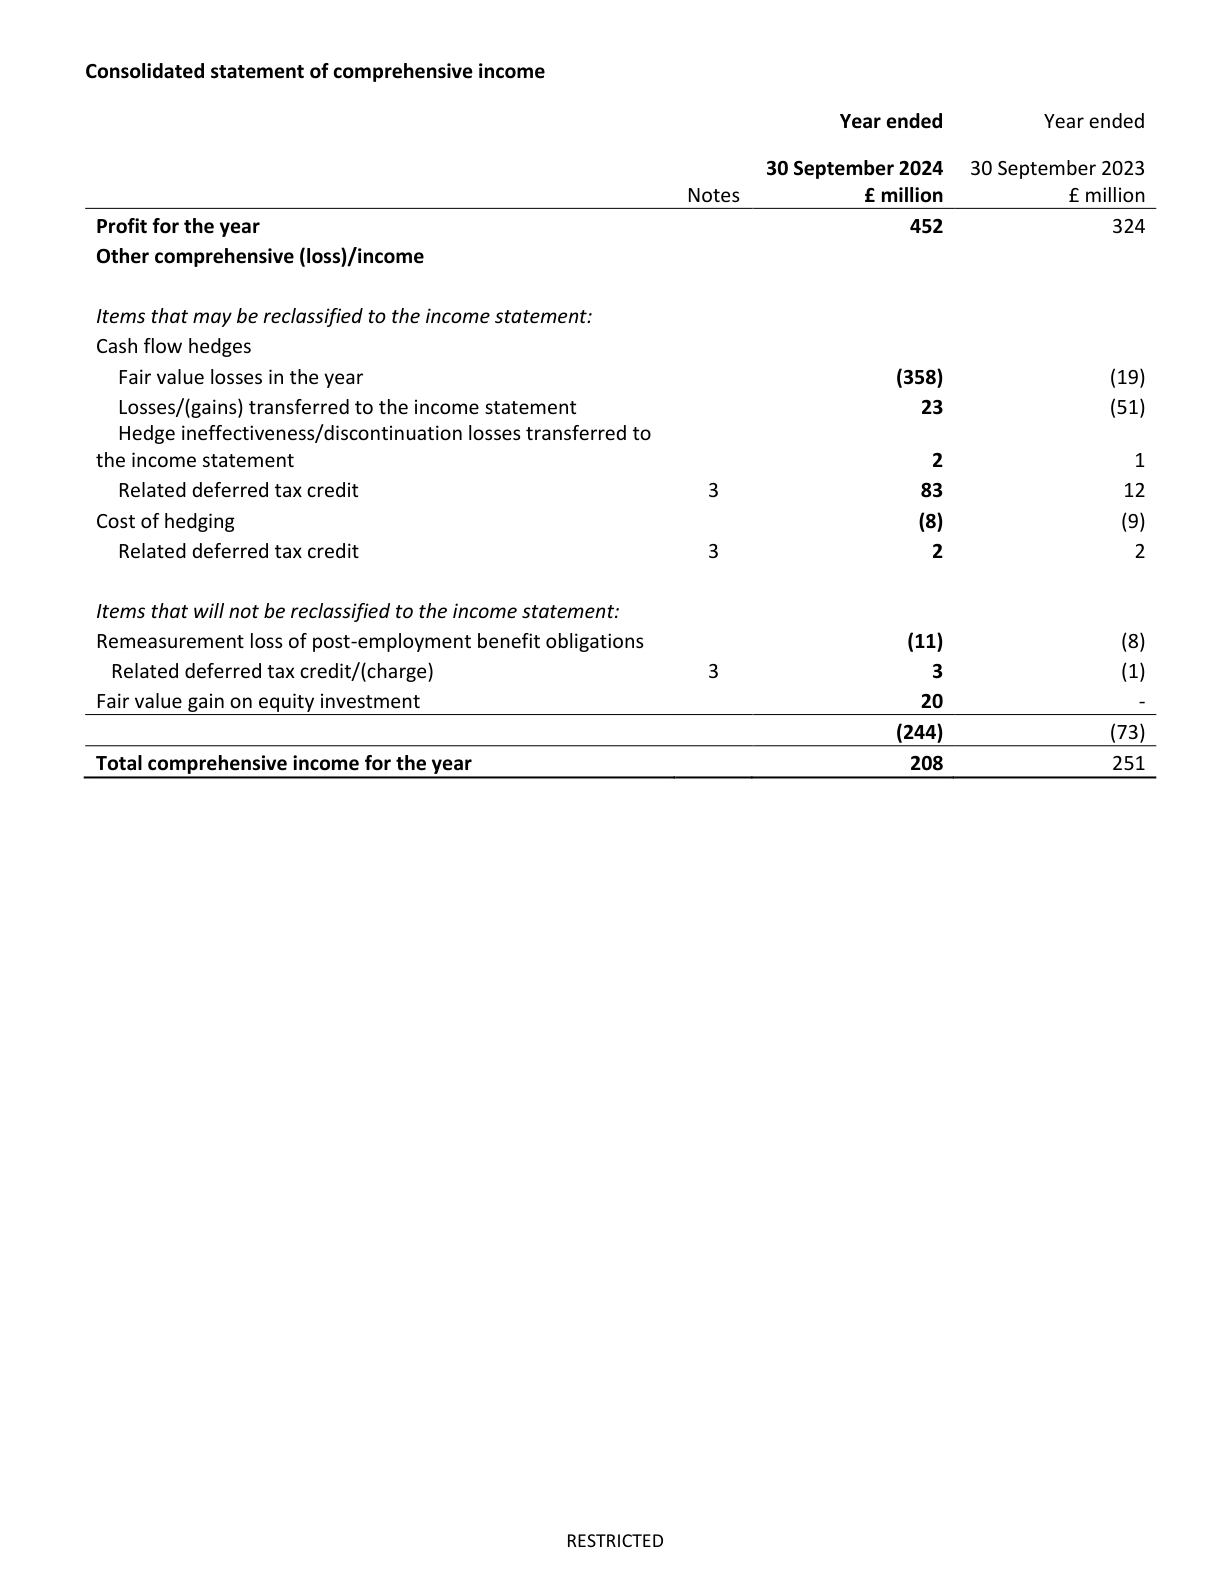 Consolidated statement of comprehensive income
Year ended Year ended
30 September 2024 30 September 2023
Notes £ million £ million
Profit for the year 452 324
Other comprehensive (loss)/income
Items that may be reclassified to the income statement:
Cash flow hedges
Fair value losses in the year (358) (19)
Losses/(gains) transferred to the income statement 23 (51)
Hedge ineffectiveness/discontinuation losses transferred to
the income statement 2 1
Related deferred tax credit 3 83 12
Cost of hedging (8) (9)
Related deferred tax credit 3 2 2
Items that will not be reclassified to the income statement:
Remeasurement loss of post-employment benefit obligations (11) (8)
Related deferred tax credit/(charge) 3 3 (1)
Fair value gain on equity investment 20 -
(244) (73)
Total comprehensive income for the year 208 251
RESTRICTED